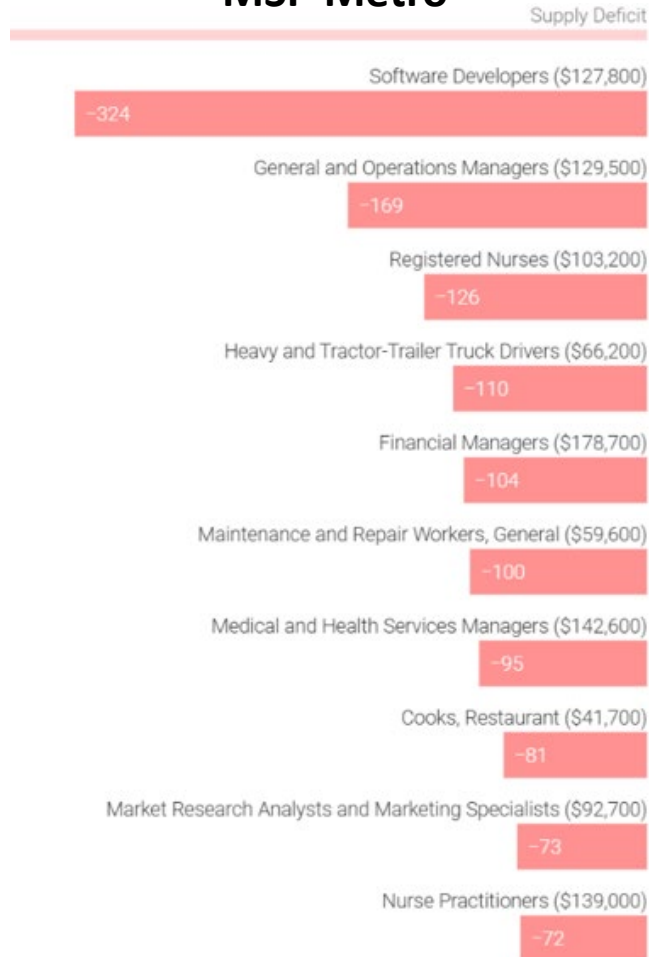 MSP Metro
Supply Deficit
Software Developers ($127,800)
−324
General and Operations Managers ($129,500)
−169
Registered Nurses ($103,200)
−126
Heavy and Tractor-Trailer Truck Drivers ($66,200)
−110
Financial Managers ($178,700)
−104
Maintenance and Repair Workers, General ($59,600)
−100
Medical and Health Services Managers ($142,600)
−95
Cooks, Restaurant ($41,700)
−81
Market Research Analysts and Marketing Specialists ($92,700)
−73
Nurse Practitioners ($139,000)
−72